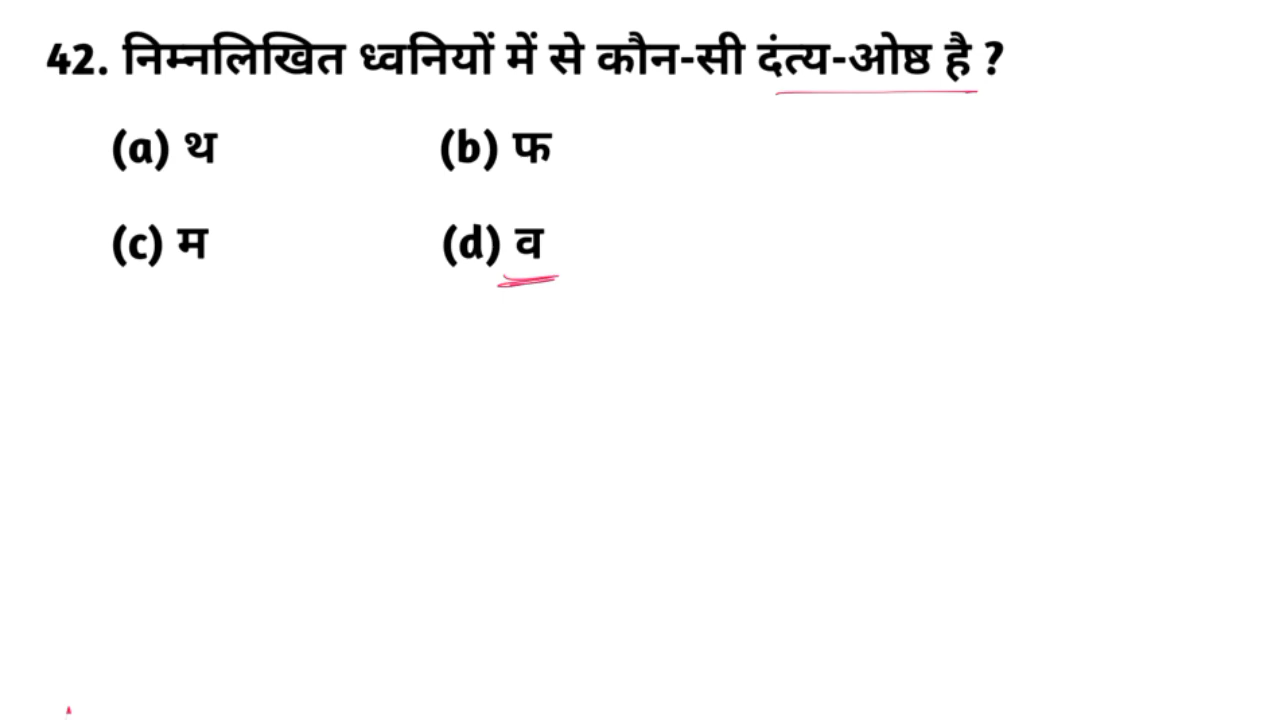 42. निम्नलिखित ध्वनियों में से कौन-सी दंत्य-ओष्ठ है ?
(a) थ (b) फ
(c) म (d) व